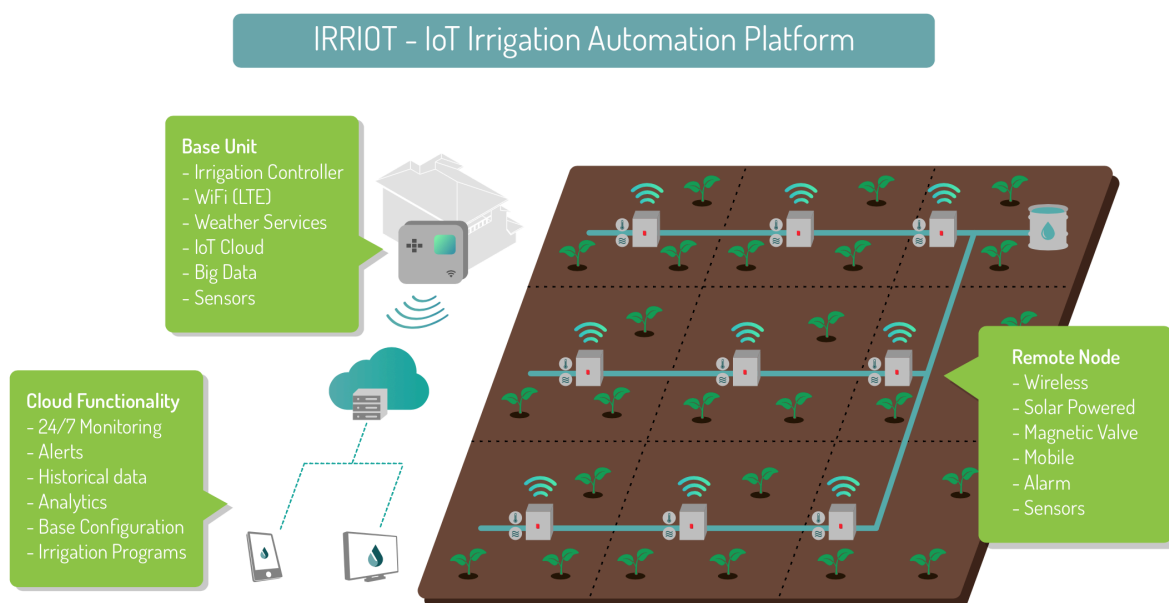 IRRIOT - IoT Irrigation Automation Platform
Base Unit
- Irrigation Controller
- WiFi (LTE)
- Weather Services
- IoT Cloud
- Big Data
- Sensors
Cloud Functionality
- 24/7 Monitoring
- Alerts
- Historical data
- Analytics
- Base Configuration
- Irrigation Programs
Remote Node
- Wireless
- Solar Powered
- Magnetic Valve
- Mobile
- Alarm
- Sensors